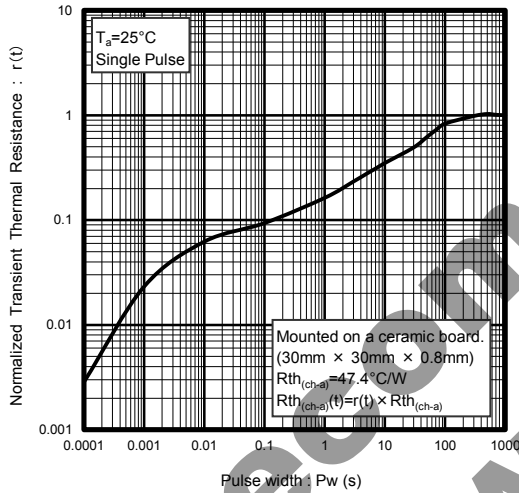 10
1
0.1
0.01
0.001
Normalized Transient Thermal Resistance : r(t)
Ta=25°C
Single Pulse
Mounted on a ceramic board.
(30mm × 30mm × 0.8mm)
Rth(ch-a)=47.4°C/W
Rth(ch-a)(t)=r(t)×Rth(ch-a)
0.0001 0.001 0.01 0.1 1 10 100 1000
Pulse width : Pw (s)